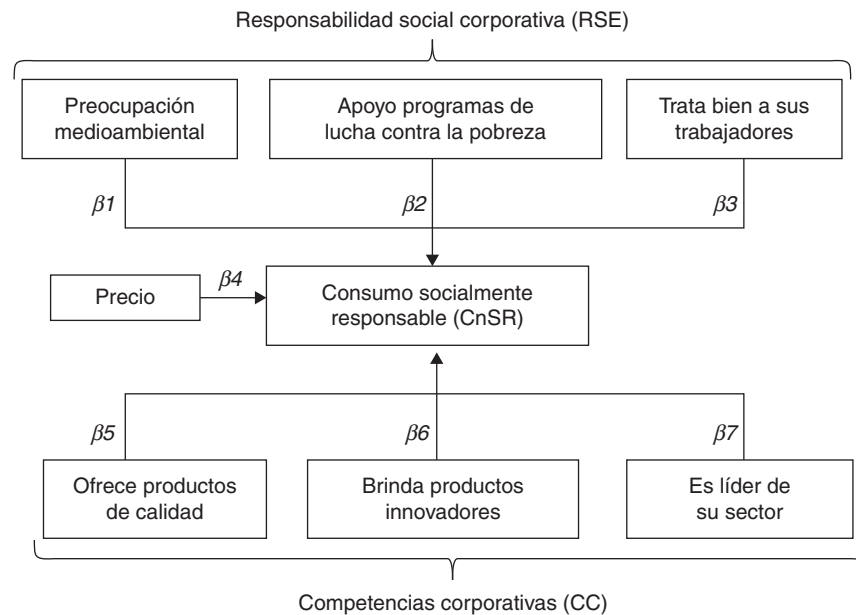 Responsabilidad social corporativa (RSE)
Preocupación
medioambiental
Apoyo programas de
lucha contra la pobreza
Trata bien a sus
trabajadores
β1
β2
β3
Precio
β4
Consumo socialmente
responsable (CnSR)
β5
β6
β7
Ofrece productos
de calidad
Brinda productos
innovadores
Es líder de
su sector
Competencias corporativas (CC)